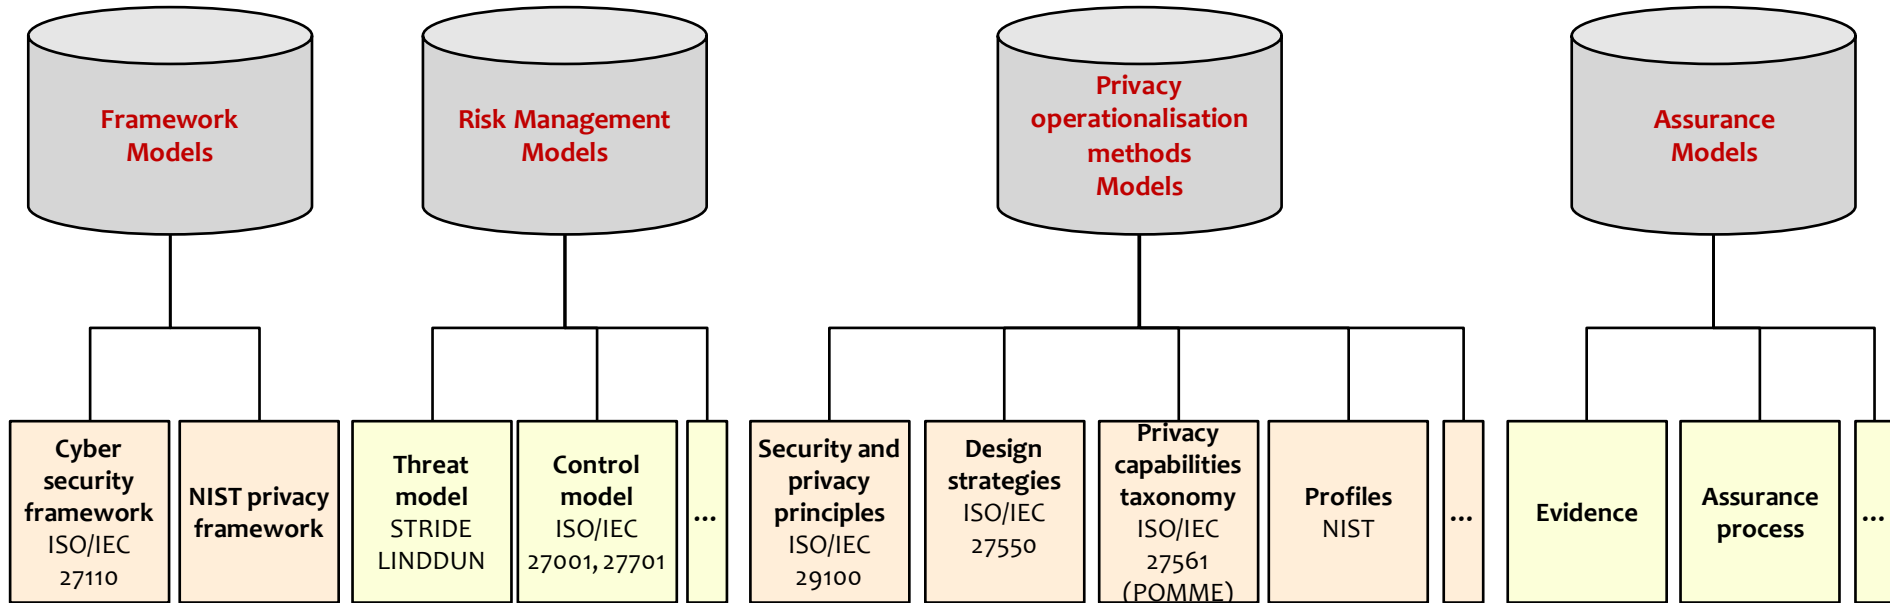 Framework
Models
Risk Management
Models
Privacy
operationalisation
methods
Models
Assurance
Models
Cyber
security
framework
ISO/IEC
27110
NIST privacy
framework
Threat
model
STRIDE
LINDDUN
Control
model
ISO/IEC
27001, 27701
...
Security and
privacy
principles
ISO/IEC
29100
Design
strategies
ISO/IEC
27550
Privacy
capabilities
taxonomy
ISO/IEC
27561
(POMME)
Profiles
NIST
...
Evidence
Assurance
process
...